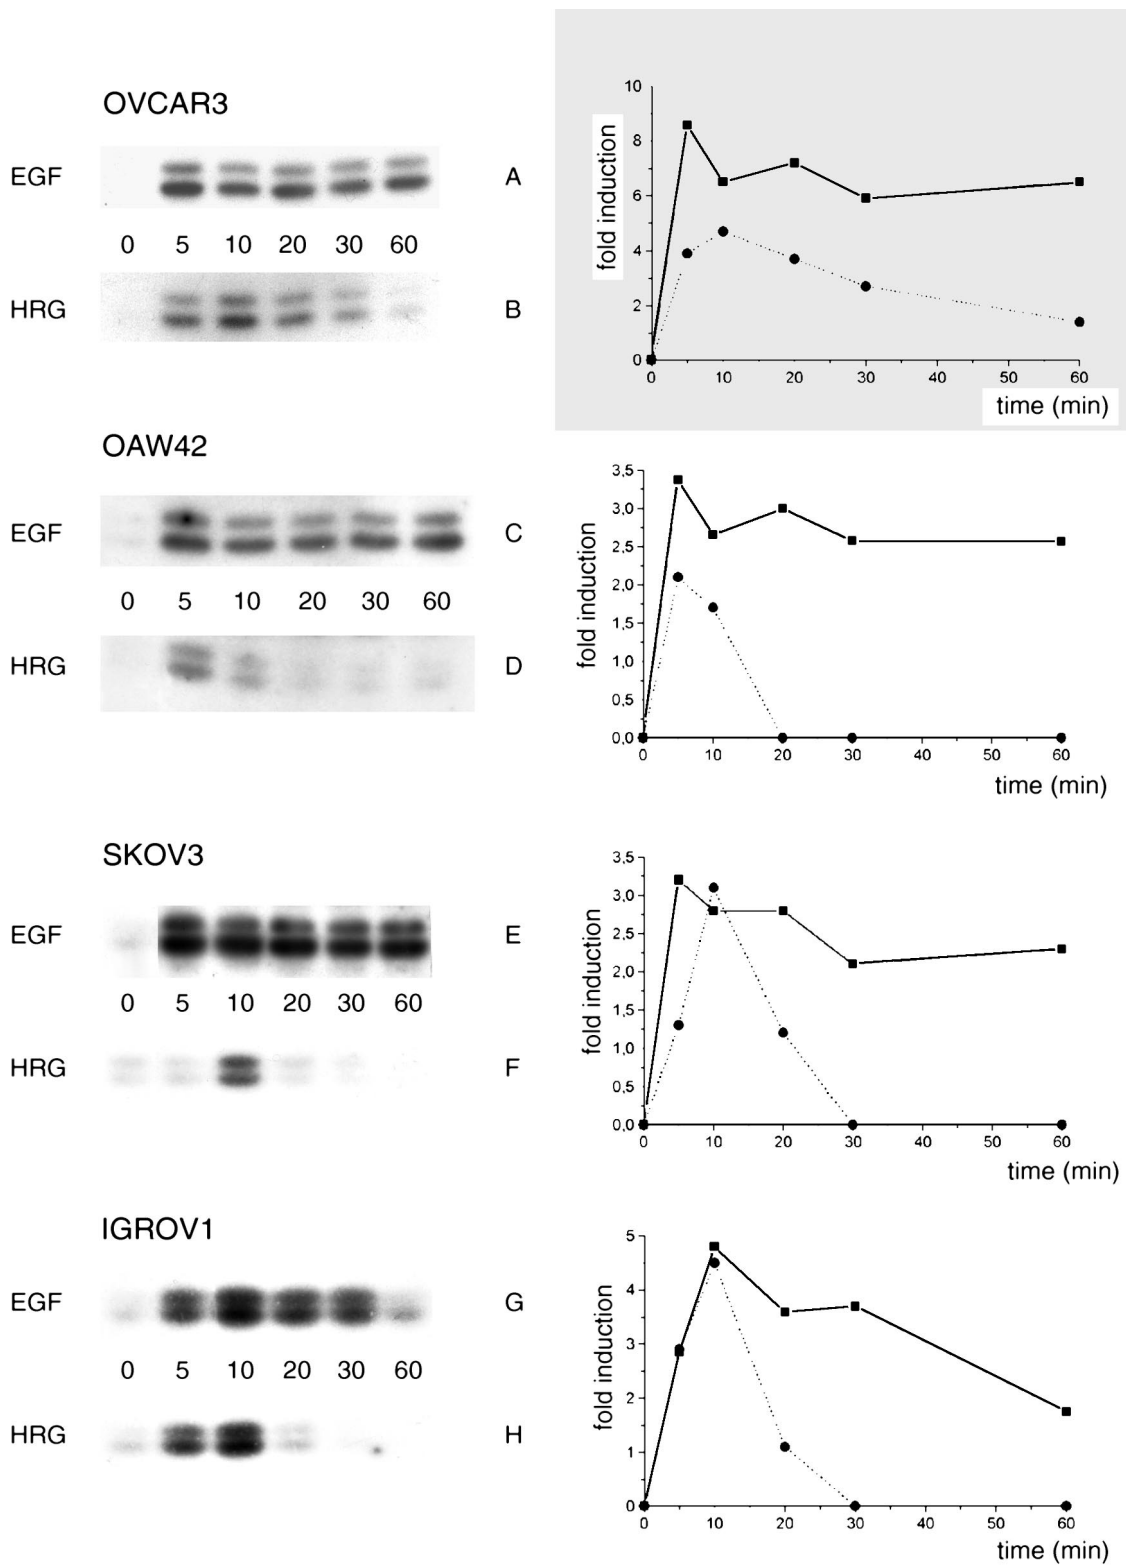 OVCAR3
EGF
A
0 5 10 20 30 60
HRG
B
fold induction
10
8
6
4
2
0
0 10 20 30 40 50 60
time (min)
OAW42
EGF
C
0 5 10 20 30 60
HRG
D
fold induction
3,5
3,0
2,5
2,0
1,5
1,0
0,5
0,0
0 10 20 30 40 50 60
time (min)
SKOV3
EGF
E
0 5 10 20 30 60
HRG
F
fold induction
3,5
3,0
2,5
2,0
1,5
1,0
0,5
0,0
0 10 20 30 40 50 60
time (min)
IGROV1
EGF
G
0 5 10 20 30 60
HRG
H
fold induction
5
4
3
2
1
0
0 10 20 30 40 50 60
time (min)